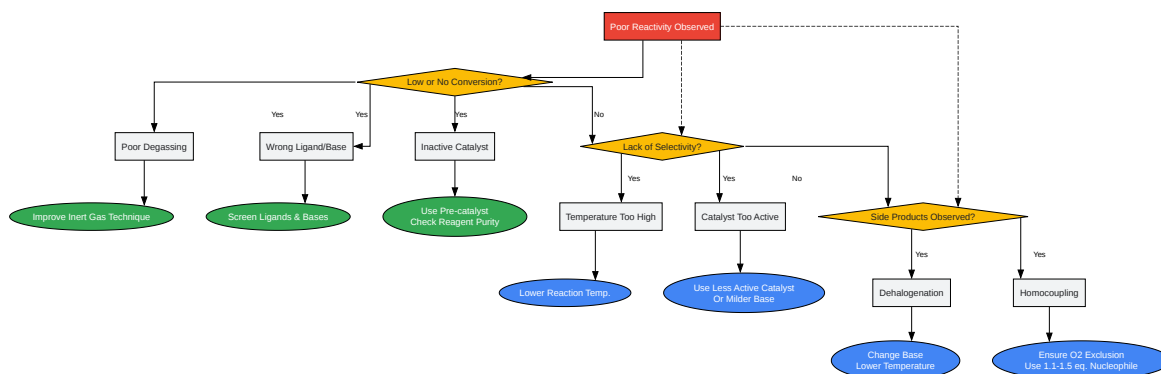 Poor Reactivity Observed
Low or No Conversion?
Yes
Yes
Yes
No
Poor Degassing
Wrong Ligand/Base
Inactive Catalyst
Lack of Selectivity?
Yes
Yes
No
Improve Inert Gas Technique
Screen Ligands & Bases
Use Pre-catalyst
Check Reagent Purity
Temperature Too High
Catalyst Too Active
Side Products Observed?
Yes
Yes
Lower Reaction Temp.
Use Less Active Catalyst
Or Milder Base
Dehalogenation
Homocoupling
Change Base
Lower Temperature
Ensure O2 Exclusion
Use 1.1-1.5 eq. Nucleophile